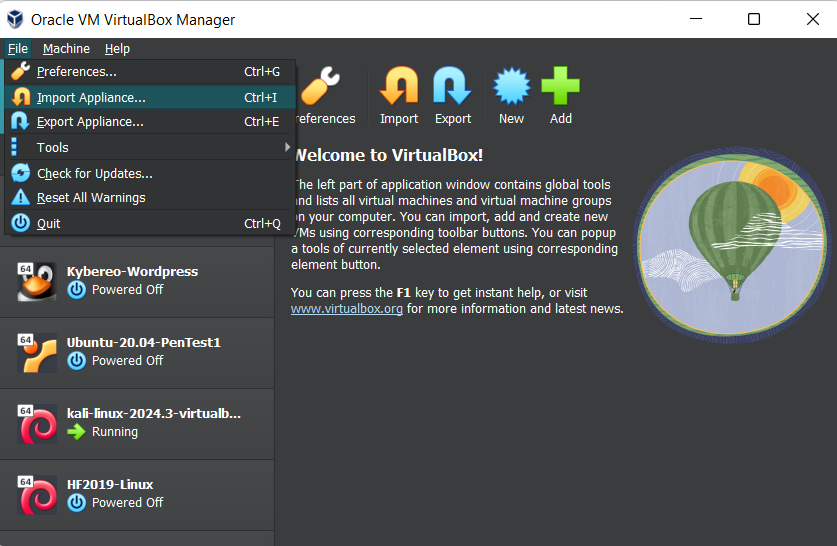 Oracle VM VirtualBox Manager
File Machine Help
Preferences... Ctrl+G
Import Appliance... Ctrl+I
Export Appliance... Ctrl+E
Tools
Check for Updates...
Reset All Warnings
Quit Ctrl+Q
references Import Export New Add
Welcome to VirtualBox!
The left part of application window contains global tools
and lists all virtual machines and virtual machine groups
on your computer. You can import, add and create new
VMs using corresponding toolbar buttons. You can popup
a tools of currently selected element using corresponding
element button.
You can press the F1 key to get instant help, or visit
www.virtualbox.org for more information and latest news.
64
Kybereo-Wordpress
Powered Off
64
Ubuntu-20.04-PenTest1
Powered Off
64
kali-linux-2024.3-virtualb...
Running
64
HF2019-Linux
Powered Off